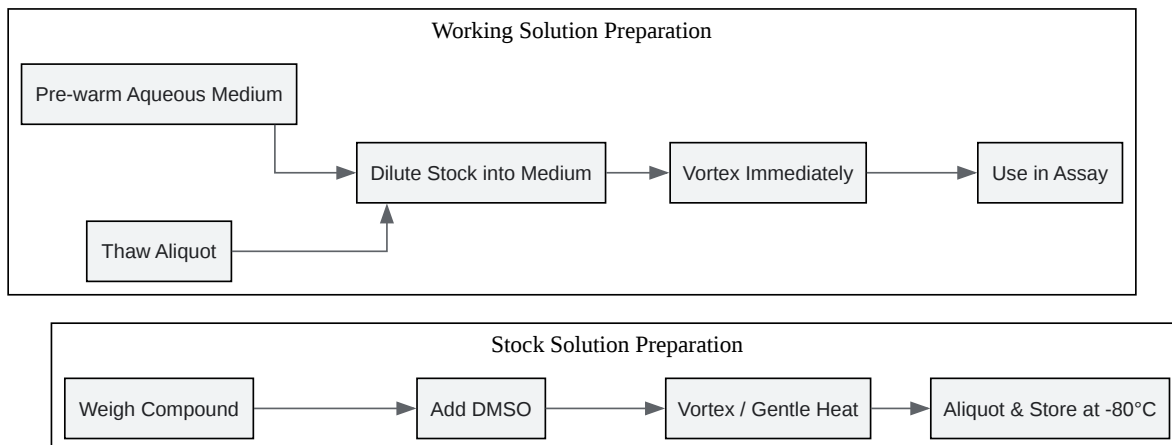 Working Solution Preparation
Pre-warm Aqueous Medium
Dilute Stock into Medium
Vortex Immediately
Use in Assay
Thaw Aliquot
Stock Solution Preparation
Weigh Compound
Add DMSO
Vortex / Gentle Heat
Aliquot & Store at -80°C